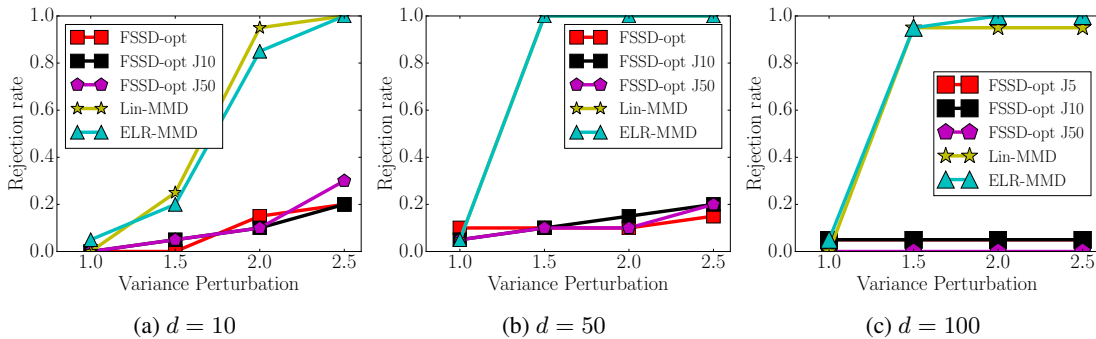 1.0
0.8
0.6
0.4
0.2
0.0
Rejection rate
FSSD-opt
FSSD-opt J10
FSSD-opt J50
Lin-MMD
ELR-MMD
1.0 1.5 2.0 2.5
Variance Perturbation
(a) d = 10
1.0
0.8
0.6
0.4
0.2
0.0
Rejection rate
FSSD-opt
FSSD-opt J10
FSSD-opt J50
Lin-MMD
ELR-MMD
1.0 1.5 2.0 2.5
Variance Perturbation
(b) d = 50
1.0
0.8
0.6
0.4
0.2
0.0
Rejection rate
FSSD-opt J5
FSSD-opt J10
FSSD-opt J50
Lin-MMD
ELR-MMD
1.0 1.5 2.0 2.5
Variance Perturbation
(c) d = 100